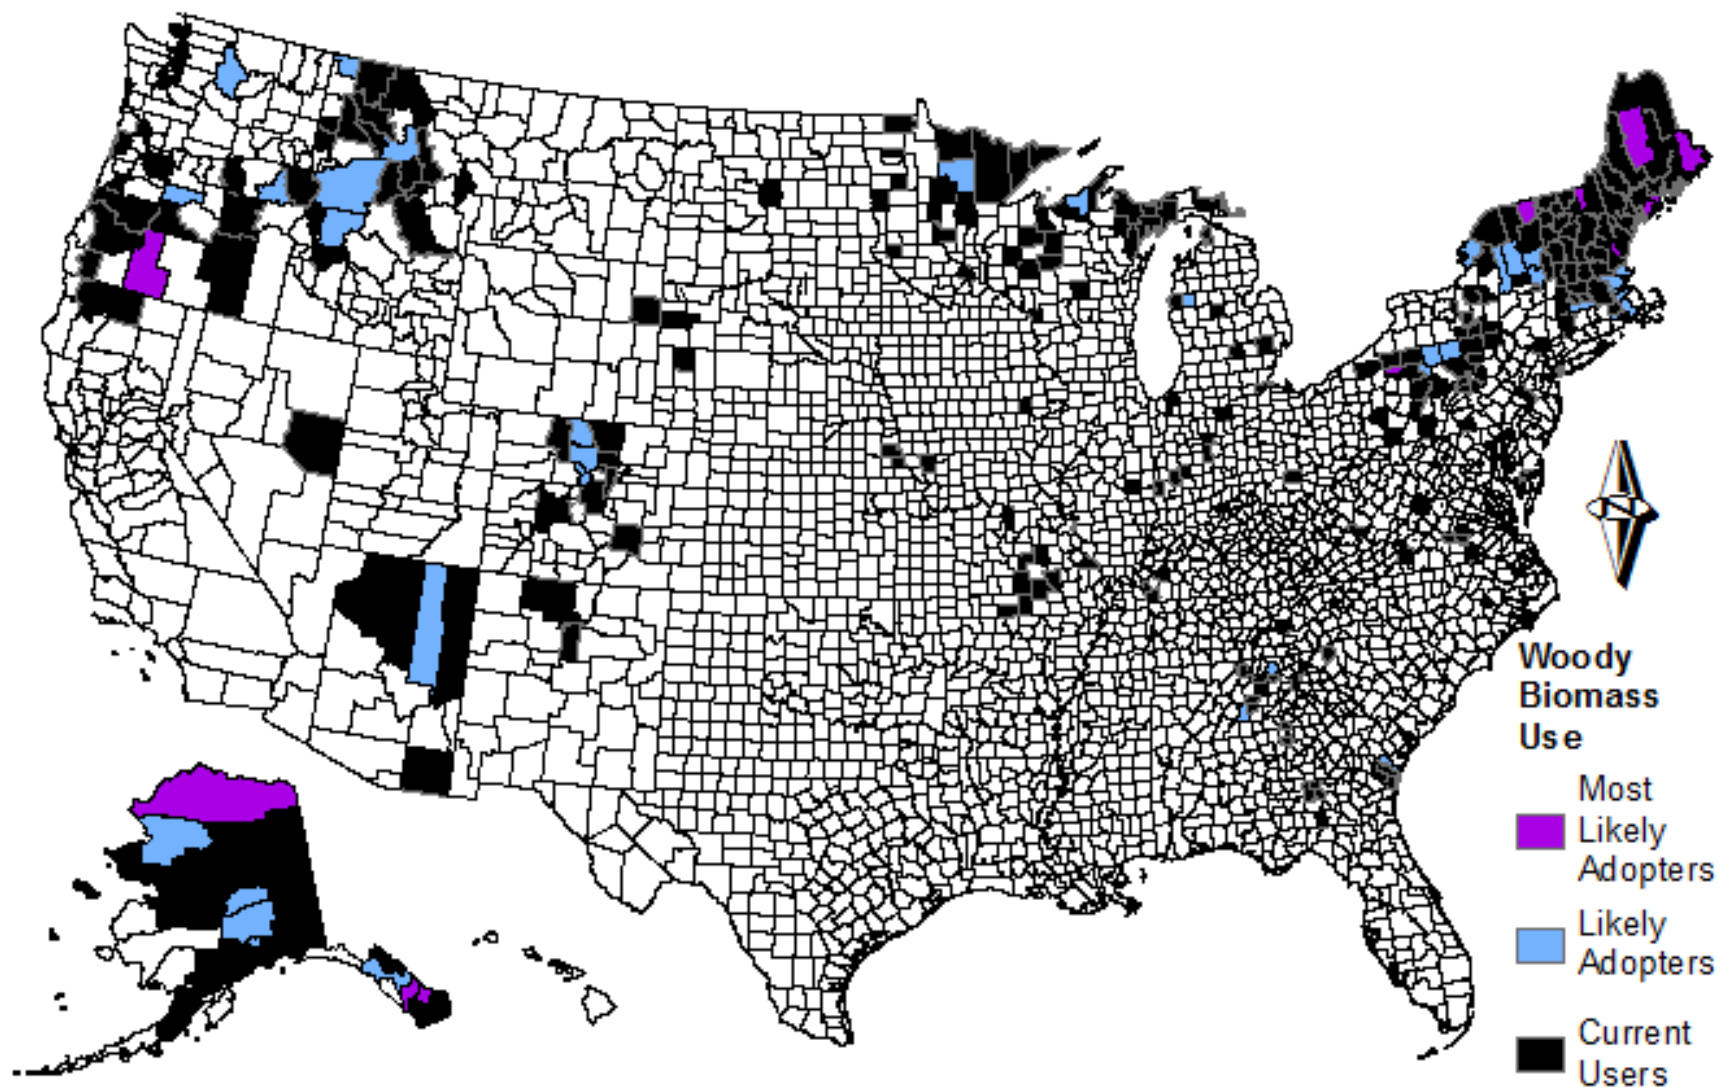 N
Woody
Biomass
Use
Most
Likely
Adopters
Likely
Adopters
Current
Users